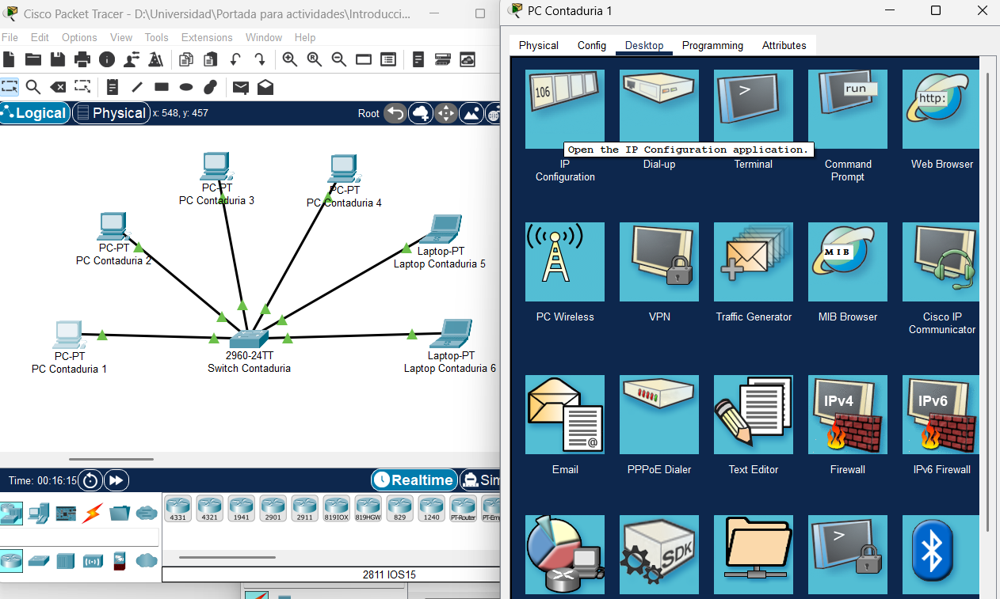 Cisco Packet Tracer - D:\Universidad\Portada para actividades\Introducci...
File Edit Options View Tools Extensions Window Help
Logical
Physical
x: 548, y: 457
Root
PC-PT
PC Contaduria 3
PC-PT
PC Contaduria 4
PC-PT
PC Contaduria 2
Laptop-PT
Laptop Contaduria 5
PC-PT
PC Contaduria 1
2960-24TT
Switch Contaduria
Laptop-PT
Laptop Contaduria 6
Time: 00:16:15
Realtime
Sim
4331 4321 1941 2901 2911 819IOX 819HGW 829 1240 PT-Router PT-Emp
2811 IOS15
PC Contaduria 1
Physical Config Desktop Programming Attributes
106
>
run
http:
Open the IP Configuration application.
IP
Configuration
Dial-up
Terminal
Command
Prompt
Web Browser
MIB
PC Wireless
VPN
Traffic Generator
MIB Browser
Cisco IP
Communicator
@
IPv4
IPv6
Email
PPPoE Dialer
Text Editor
Firewall
IPv6 Firewall
SDK
>